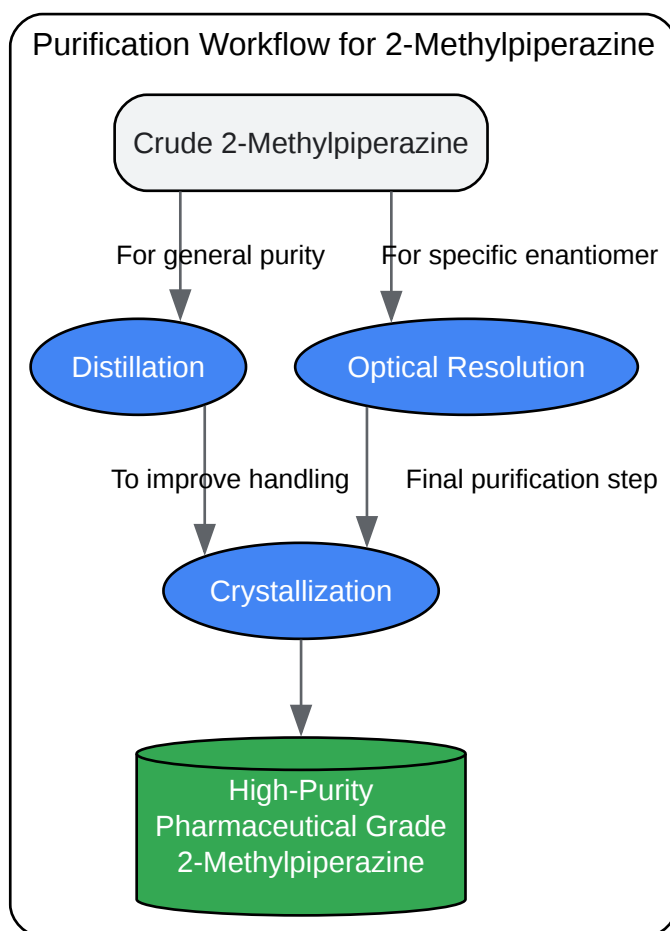 Purification Workflow for 2-Methylpiperazine
Crude 2-Methylpiperazine
For general purity
For specific enantiomer
Distillation
Optical Resolution
To improve handling
Final purification step
Crystallization
High-Purity
Pharmaceutical Grade
2-Methylpiperazine